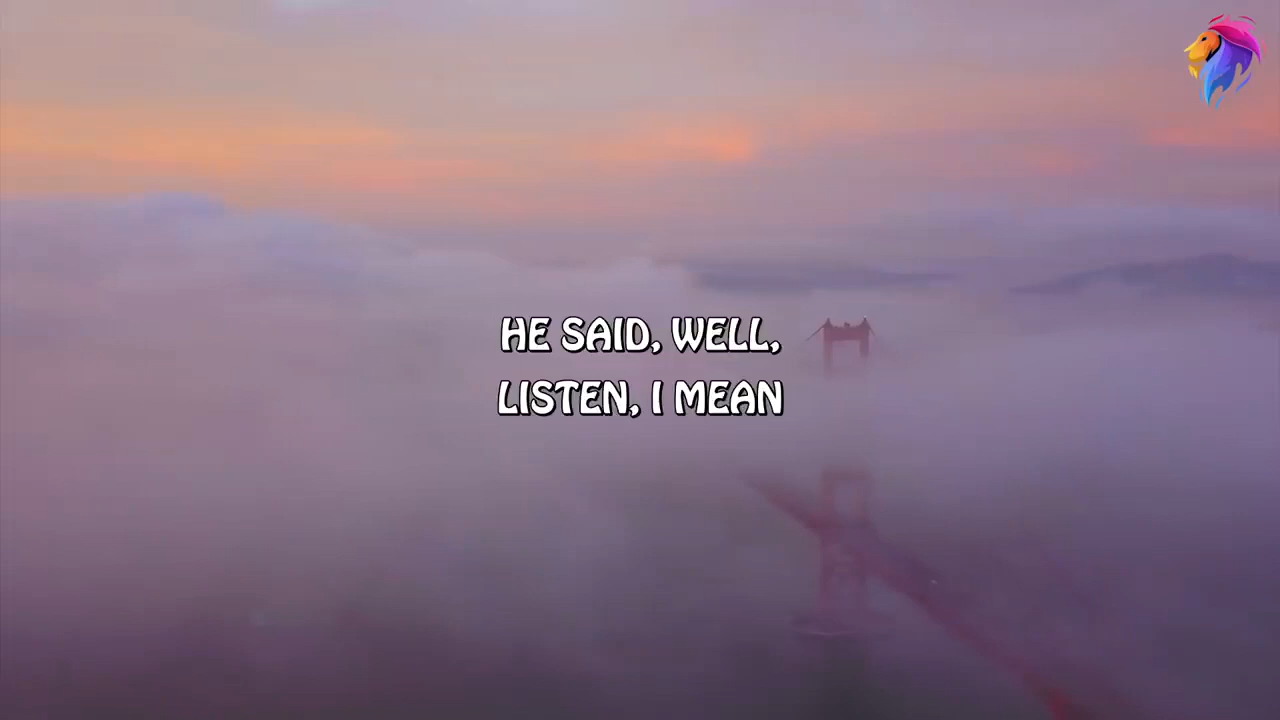 HE SAID, WELL,
LISTEN, I MEAN